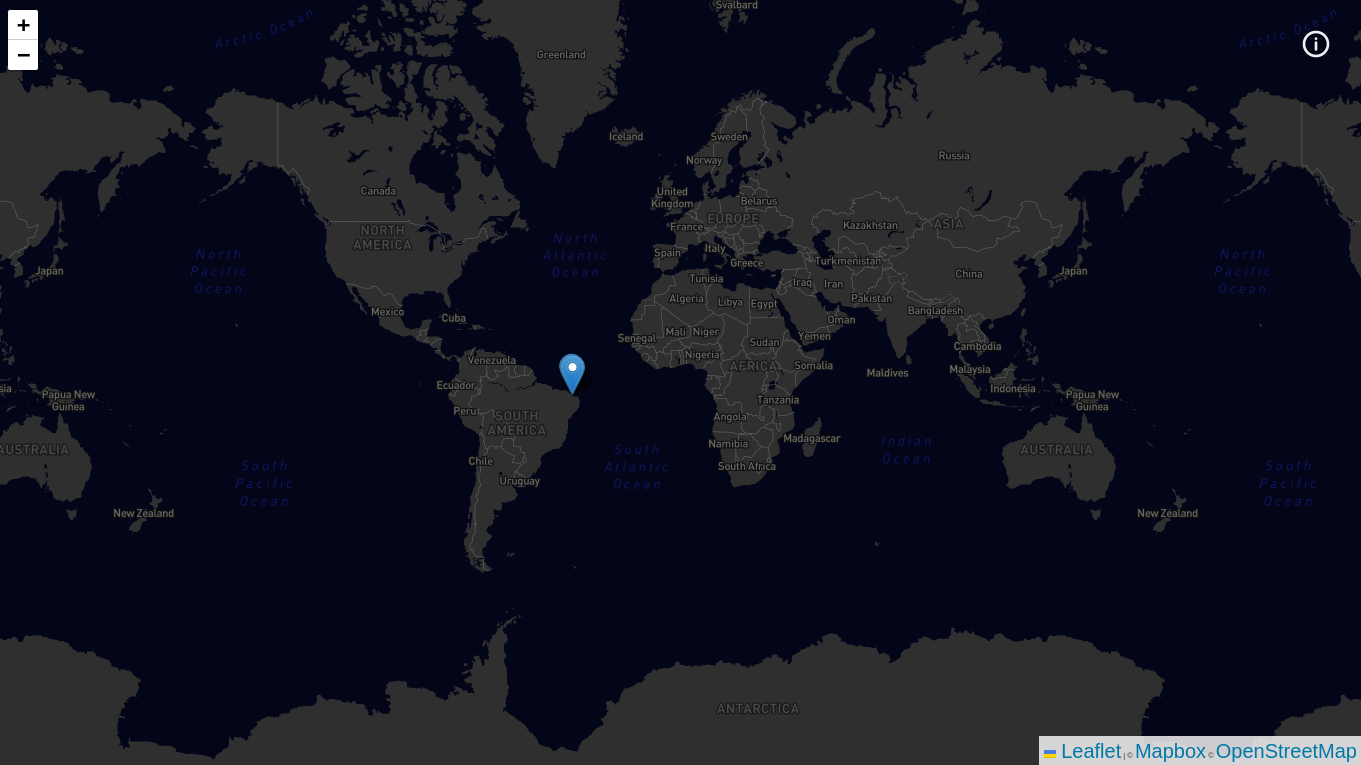 +
−
Arctic Ocean
Svalbard
Arctic Ocean
Greenland
Iceland
Sweden
Norway
Russia
Canada
United
Kingdom
Belarus
EUROPE
France
Kazakhstan
ASIA
NORTH
AMERICA
North
Atlantic
Ocean
Spain
Italy
Greece
Turkmenistan
North
Pacific
Ocean
Japan
China
Japan
North
Pacific
Ocean
Tunisia
Algeria
Libya
Egypt
Iraq
Iran
Pakistan
Bangladesh
Mexico
Cuba
Oman
Senegal
Mali
Niger
Sudan
Yemen
Cambodia
Nigeria
AFRICA
Somalia
Maldives
Malaysia
Venezuela
Ecuador
Indonesia
sia
Papua New
Guinea
Papua New
Guinea
Tanzania
Peru
SOUTH
AMERICA
Angola
Namibia
Madagascar
Indian
Ocean
AUSTRALIA
AUSTRALIA
South
Atlantic
Ocean
Chile
Uruguay
South Africa
South
Pacific
Ocean
South
Pacific
Ocean
New Zealand
New Zealand
ANTARCTICA
Leaflet | © Mapbox © OpenStreetMap